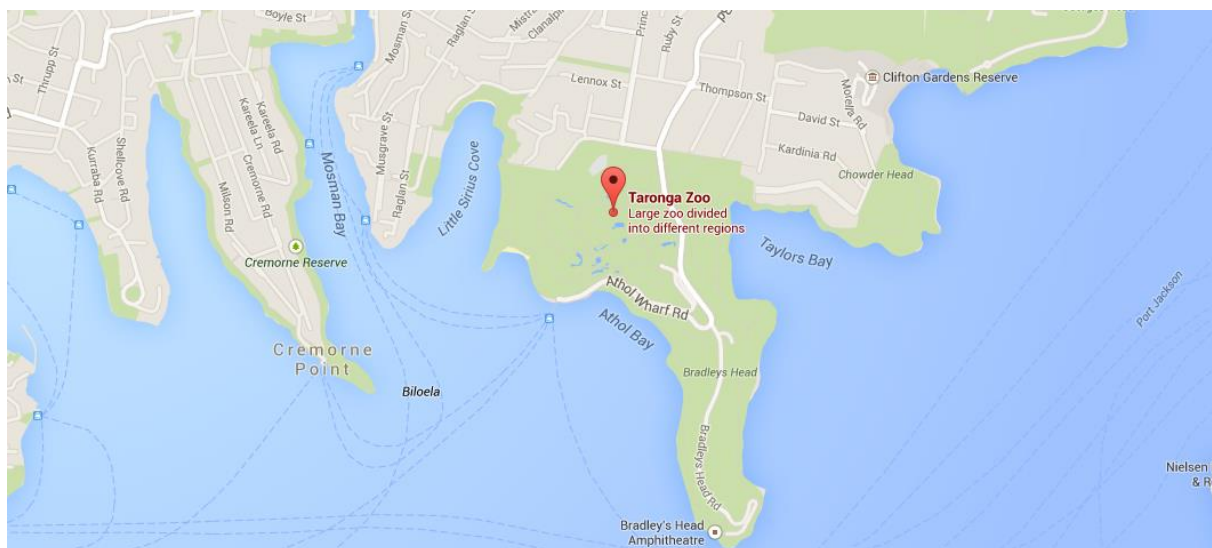 Boyle St
Raglan St
Mosman St
Clanalpin
Ruby St
Thrupp St
Lennox St
Clifton Gardens Reserve
Thompson St
Morella Rd
David St
Kareela Rd
Kareela Ln
Shellcove Rd
Kurraba Rd
Musgrave St
Mosman Bay
Cremorne Rd
Milson Rd
Raglan St
Little Sirius Cove
Kardinia Rd
Chowder Head
Taronga Zoo
Large zoo divided
into different regions
Cremorne Reserve
Taylors Bay
Athol Wharf Rd
Port Jackson
Athol Bay
Cremorne
Point
Biloela
Bradleys Head
Bradleys Head Rd
Nielsen
Bradley's Head
Amphitheatre